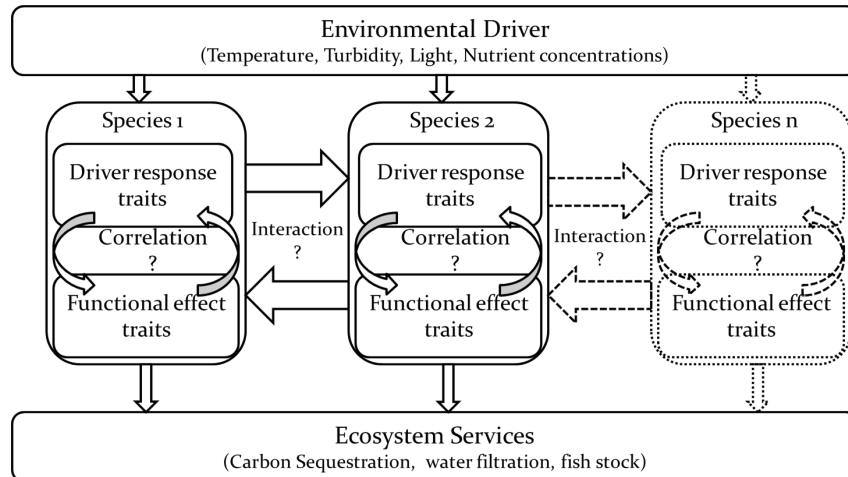 Environmental Driver
(Temperature, Turbidity, Light, Nutrient concentrations)
Species 1
Driver response
traits
Correlation
?
Functional effect
traits
Interaction
?
Species 2
Driver response
traits
Correlation
?
Functional effect
traits
Interaction
?
Species n
Driver response
traits
Correlation
?
Functional effect
traits
Ecosystem Services
(Carbon Sequestration, water filtration, fish stock)